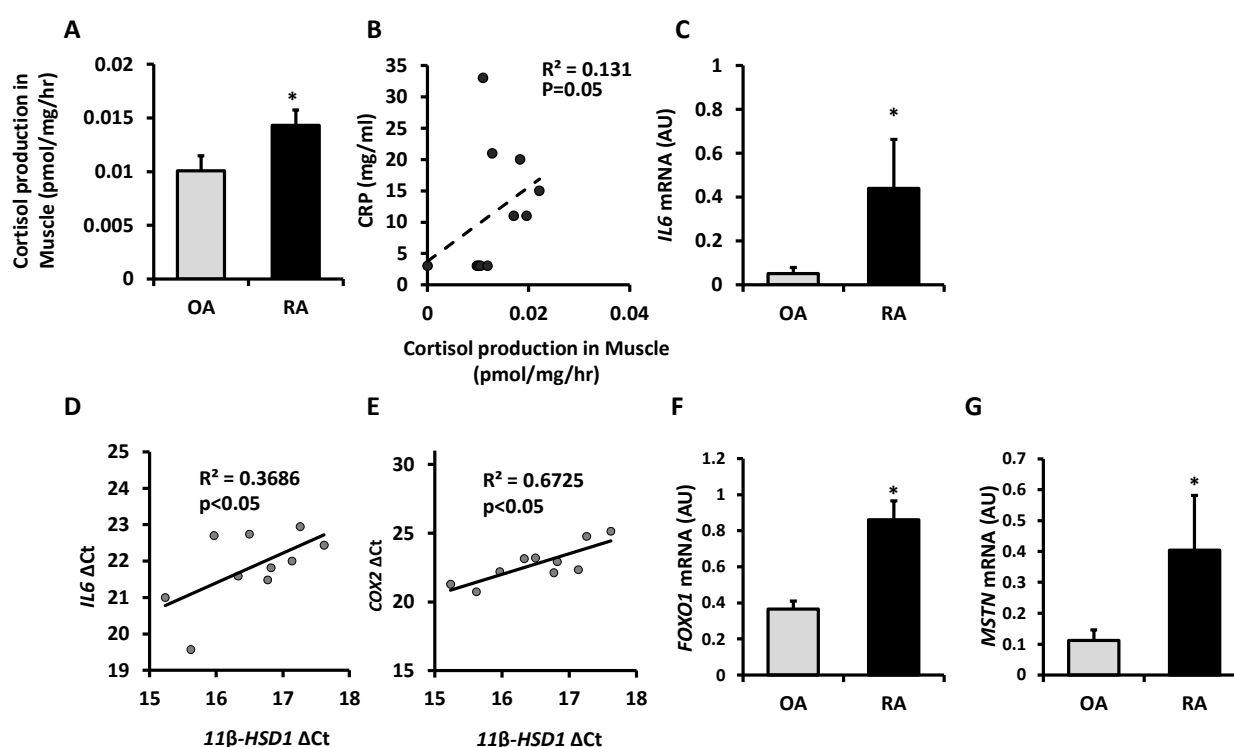 A
Cortisol production in
Muscle (pmol/mg/hr)
0.02
0.015
0.01
0.005
0
*
OA
RA
B
CRP (mg/ml)
35
30
25
20
15
10
5
0
R² = 0.131
P=0.05
0
0.02
0.04
Cortisol production in Muscle
(pmol/mg/hr)
C
IL6 mRNA (AU)
1
0.8
0.6
0.4
0.2
0
*
OA
RA
D
IL6 ΔCt
25
24
23
22
21
20
19
R² = 0.3686
p<0.05
15
16
17
18
11β-HSD1 ΔCt
E
COX2 ΔCt
30
25
20
15
R² = 0.6725
p<0.05
15
16
17
18
11β-HSD1 ΔCt
F
FOXO1 mRNA (AU)
1.2
1
0.8
0.6
0.4
0.2
0
*
OA
RA
G
MSTN mRNA (AU)
0.7
0.6
0.5
0.4
0.3
0.2
0.1
0
*
OA
RA